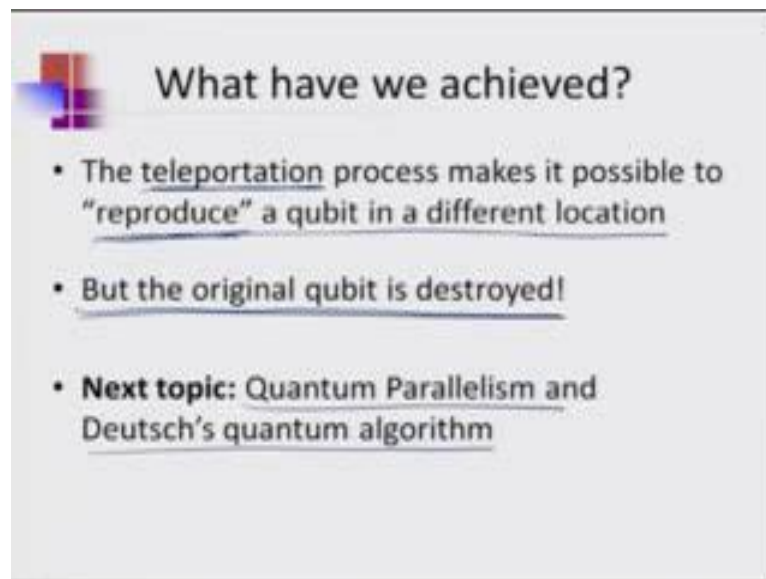 What have we achieved?
• The teleportation process makes it possible to
“reproduce” a qubit in a different location
• But the original qubit is destroyed!
• Next topic: Quantum Parallelism and
Deutsch’s quantum algorithm